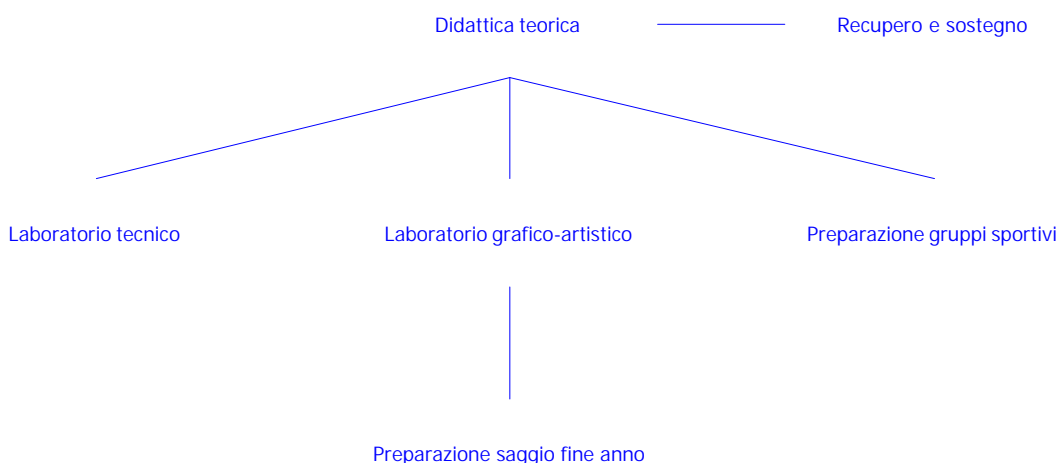 Didattica teorica
Recupero e sostegno
Laboratorio tecnico
Laboratorio grafico-artistico
Preparazione gruppi sportivi
Preparazione saggio fine anno